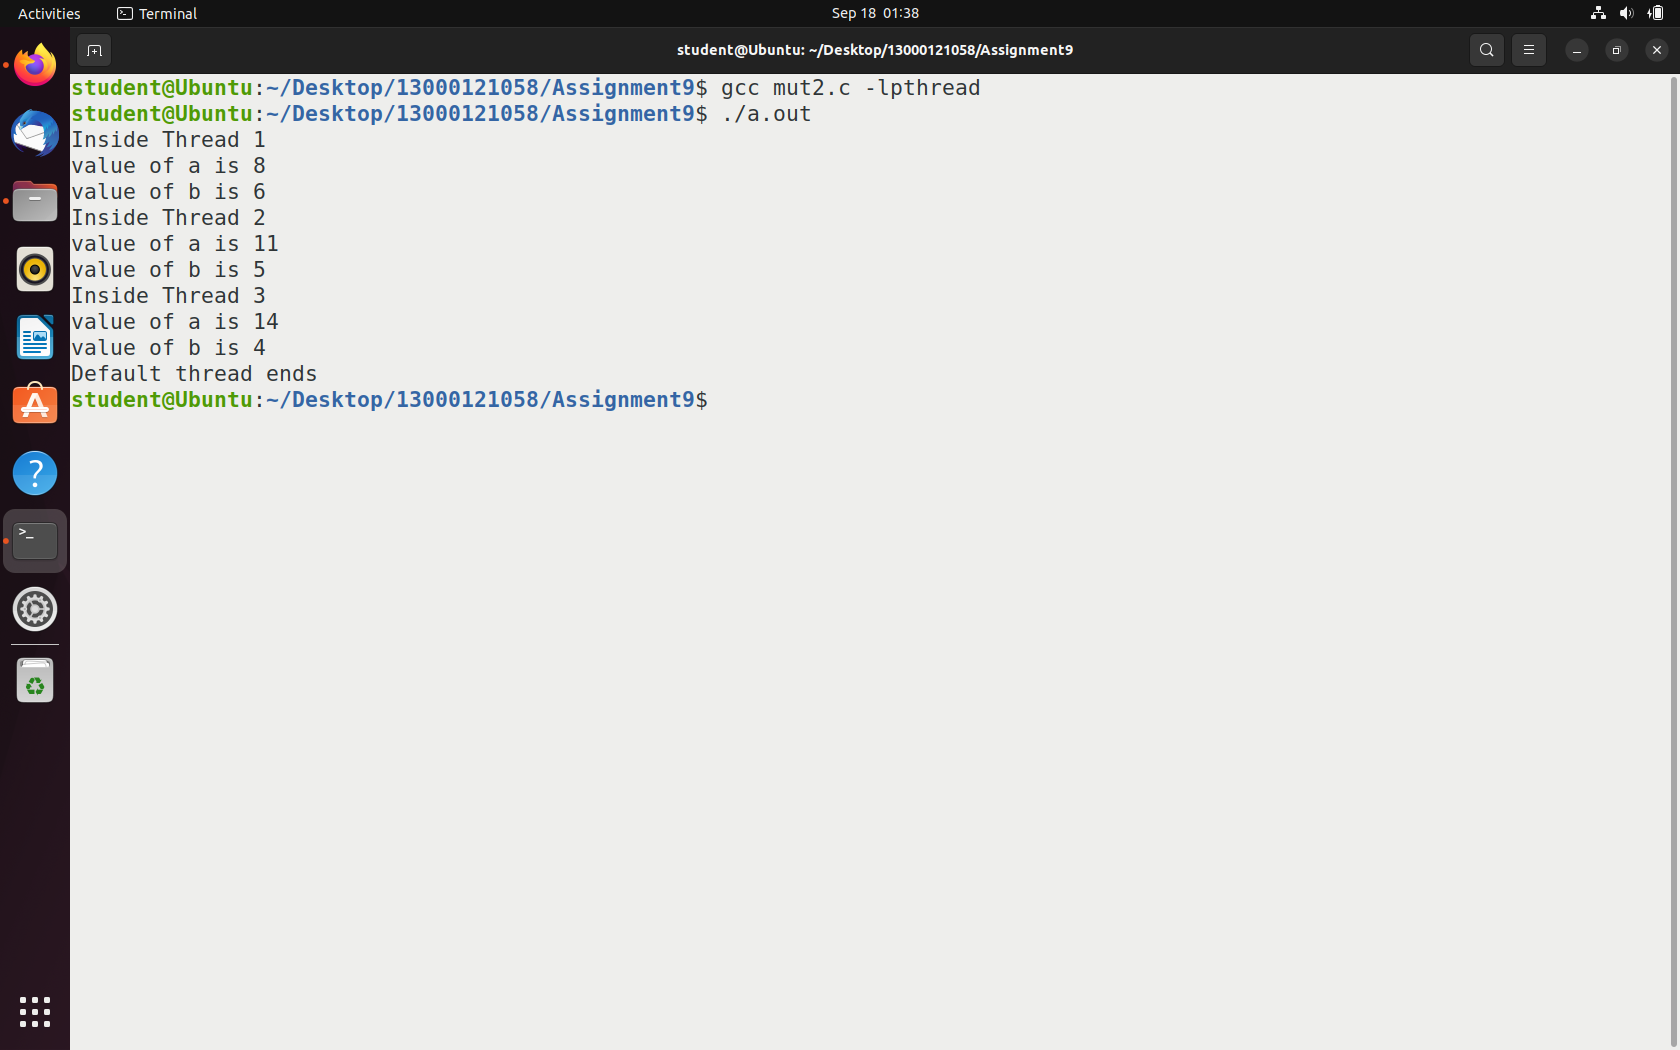 Activities Terminal Sep 18 01:38
student@Ubuntu: ~/Desktop/13000121058/Assignment9
student@Ubuntu:~/Desktop/13000121058/Assignment9$ gcc mut2.c -lpthread
student@Ubuntu:~/Desktop/13000121058/Assignment9$ ./a.out
Inside Thread 1
value of a is 8
value of b is 6
Inside Thread 2
value of a is 11
value of b is 5
Inside Thread 3
value of a is 14
value of b is 4
Default thread ends
student@Ubuntu:~/Desktop/13000121058/Assignment9$